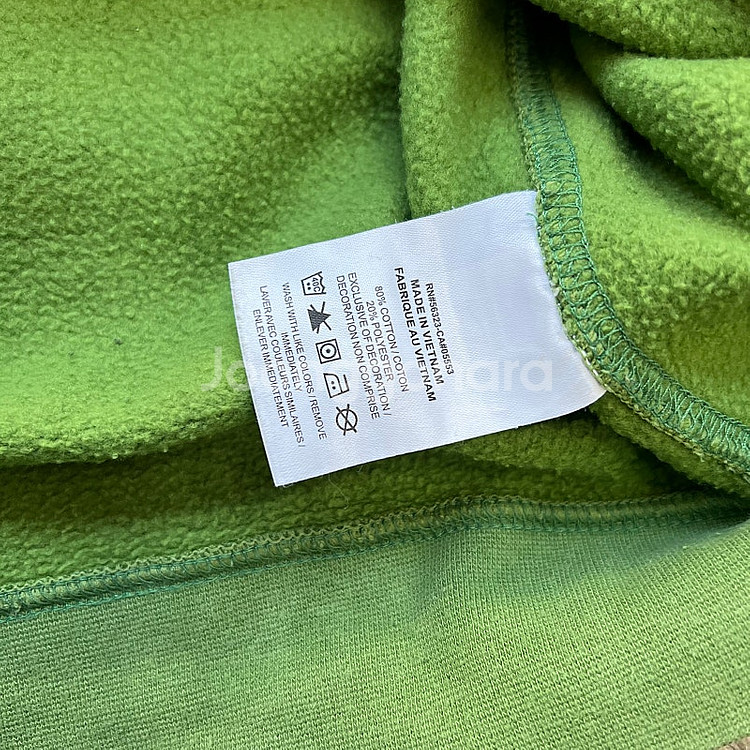 RN#56323-CA#05553
MADE IN VIETNAM
FABRIQUE AU VIETNAM
80% COTTON / COTON
20% POLYESTER
EXCLUSIVE OF DECORATION
DECORATION NON COMPRISE
40C
WASH WITH LIKE COLORS / REMOVE
IMMEDIATELY
LAVER AVEC COULEURS SIMILAIRES /
ENLEVER IMMEDIATEMENT